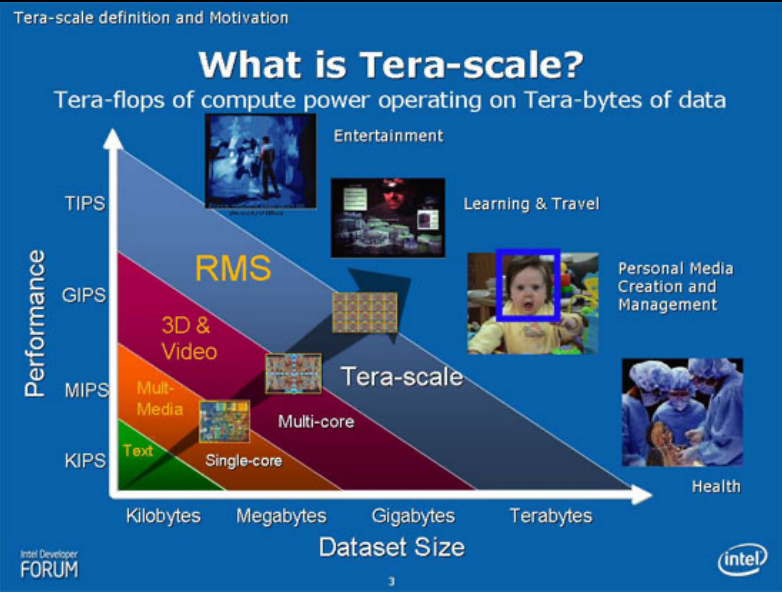 Tera-scale definition and Motivation
What is Tera-scale?
Tera-flops of compute power operating on Tera-bytes of data
Entertainment
Learning & Travel
Personal Media
Creation and
Management
Health
Performance
TIPS
GIPS
MIPS
KIPS
RMS
3D &
Video
Mult-
Media
Text
Tera-scale
Multi-core
Single-core
Kilobytes
Megabytes
Gigabytes
Terabytes
Dataset Size
Intel Developer
FORUM
3
intel